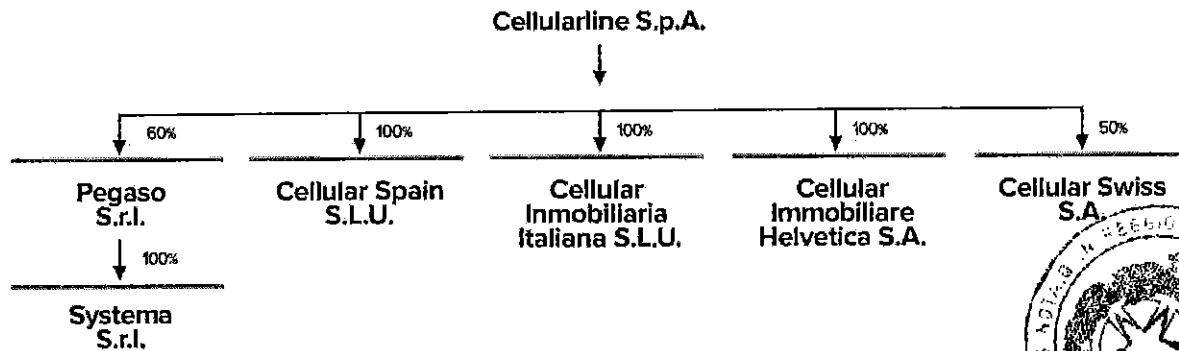 Cellularline S.p.A.
60%
100%
100%
100%
50%
Pegaso
S.r.l.
Cellular Spain
S.L.U.
Cellular
Inmobiliaria
Italiana S.L.U.
Cellular
Immobiliare
Helvetica S.A.
Cellular Swiss
S.A.
100%
Systema
S.r.l.